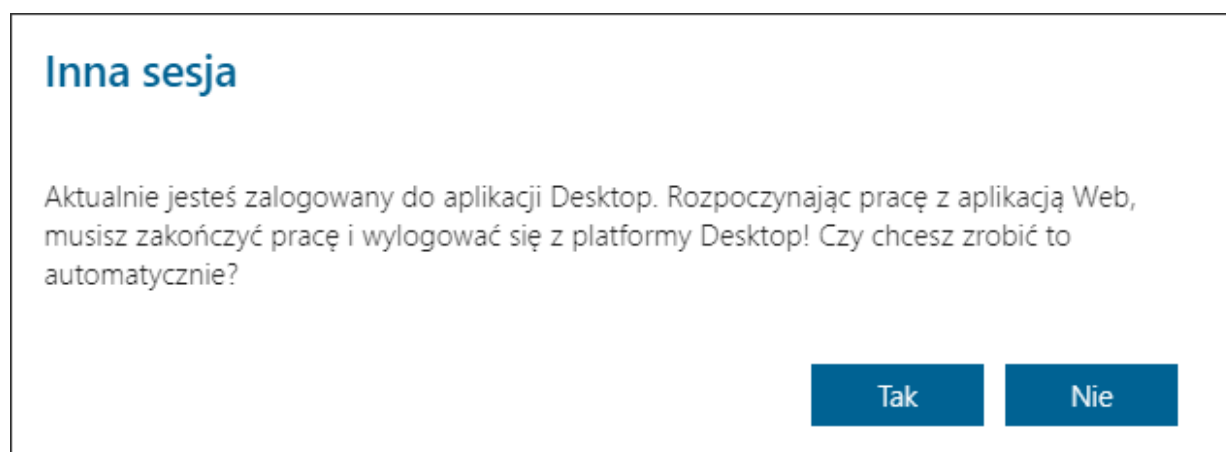 Inna sesja
Aktualnie jesteś zalogowany do aplikacji Desktop. Rozpoczynając pracę z aplikacją Web,
musisz zakończyć pracę i wylogować się z platformy Desktop! Czy chcesz zrobić to
automatycznie?
Tak Nie